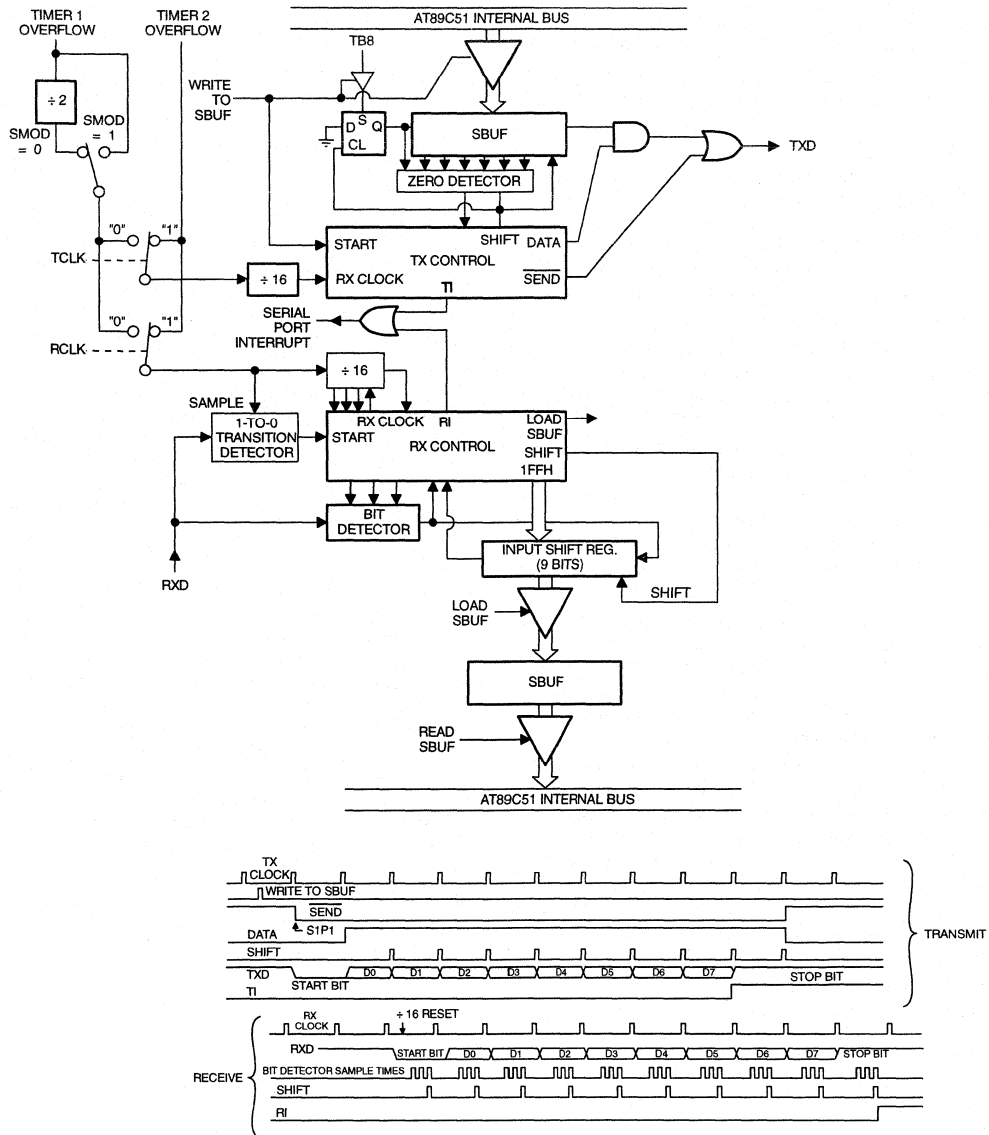 TIMER 1
OVERFLOW
TIMER 2
OVERFLOW
AT89C51 INTERNAL BUS
TB8
WRITE
TO
SBUF
÷ 2
SMOD
= 0
SMOD
= 1
D S Q
CL
SBUF
TXD
ZERO DETECTOR
"0" "1"
TCLK
START
SHIFT DATA
TX CONTROL
÷ 16
RX CLOCK
SEND
TI
SERIAL
PORT
INTERRUPT
"0" "1"
RCLK
÷ 16
SAMPLE
1-TO-0
TRANSITION
DETECTOR
RX CLOCK RI
START
RX CONTROL
LOAD
SBUF
SHIFT
1FFH
BIT
DETECTOR
RXD
INPUT SHIFT REG.
(9 BITS)
SHIFT
LOAD
SBUF
SBUF
READ
SBUF
AT89C51 INTERNAL BUS
TX
CLOCK
WRITE TO SBUF
SEND
S1P1
DATA
SHIFT
TXD
START BIT
D0 D1 D2 D3 D4 D5 D6 D7
STOP BIT
TI
TRANSMIT
RX
CLOCK
÷ 16 RESET
RXD
START BIT D0 D1 D2 D3 D4 D5 D6 D7 STOP BIT
RECEIVE
BIT DETECTOR SAMPLE TIMES
SHIFT
RI